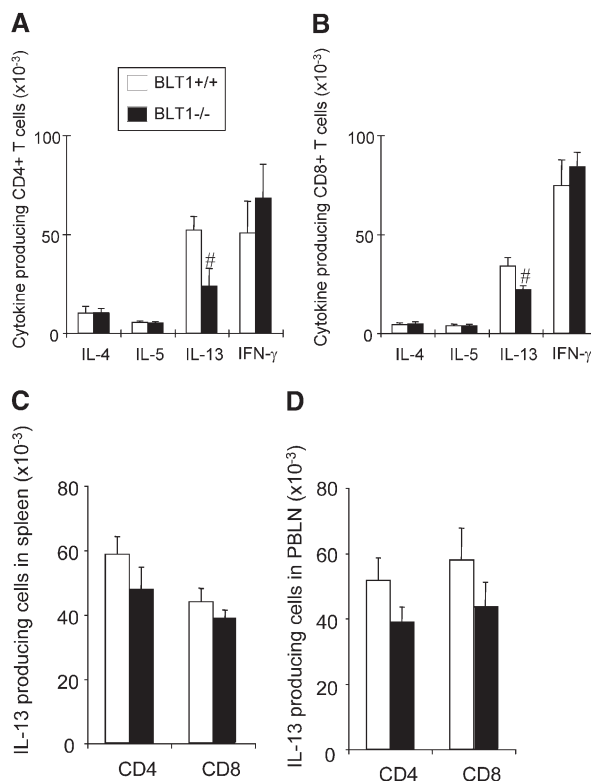 A
Cytokine producing CD4+ T cells (x10-3)
BLT1+/+
BLT1-/-
100
50
0
#
IL-4 IL-5 IL-13 IFN-γ
B
Cytokine producing CD8+ T cells (x10-3)
100
50
0
#
IL-4 IL-5 IL-13 IFN-γ
C
IL-13 producing cells in spleen (x10-3)
80
60
40
20
0
CD4 CD8
D
IL-13 producing cells in PBLN (x10-3)
80
60
40
20
0
CD4 CD8